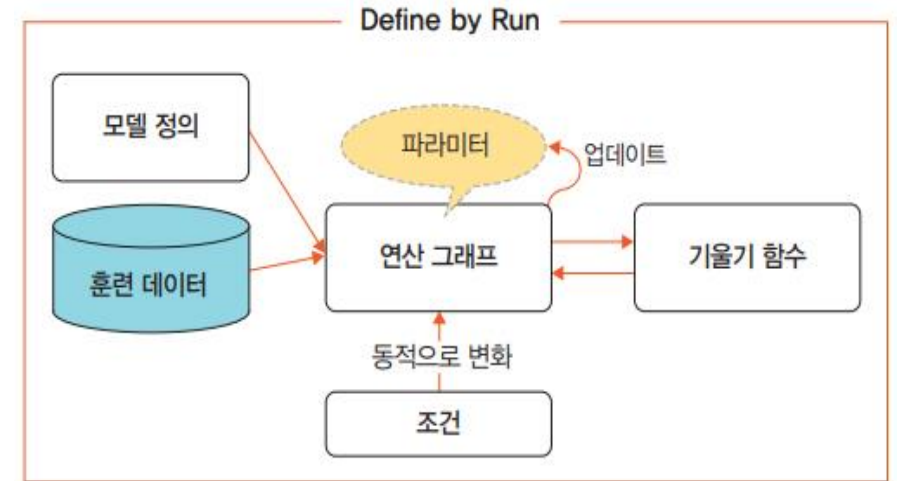 Define by Run
모델 정의
파라미터
업데이트
훈련 데이터
연산 그래프
기울기 함수
동적으로 변화
조건